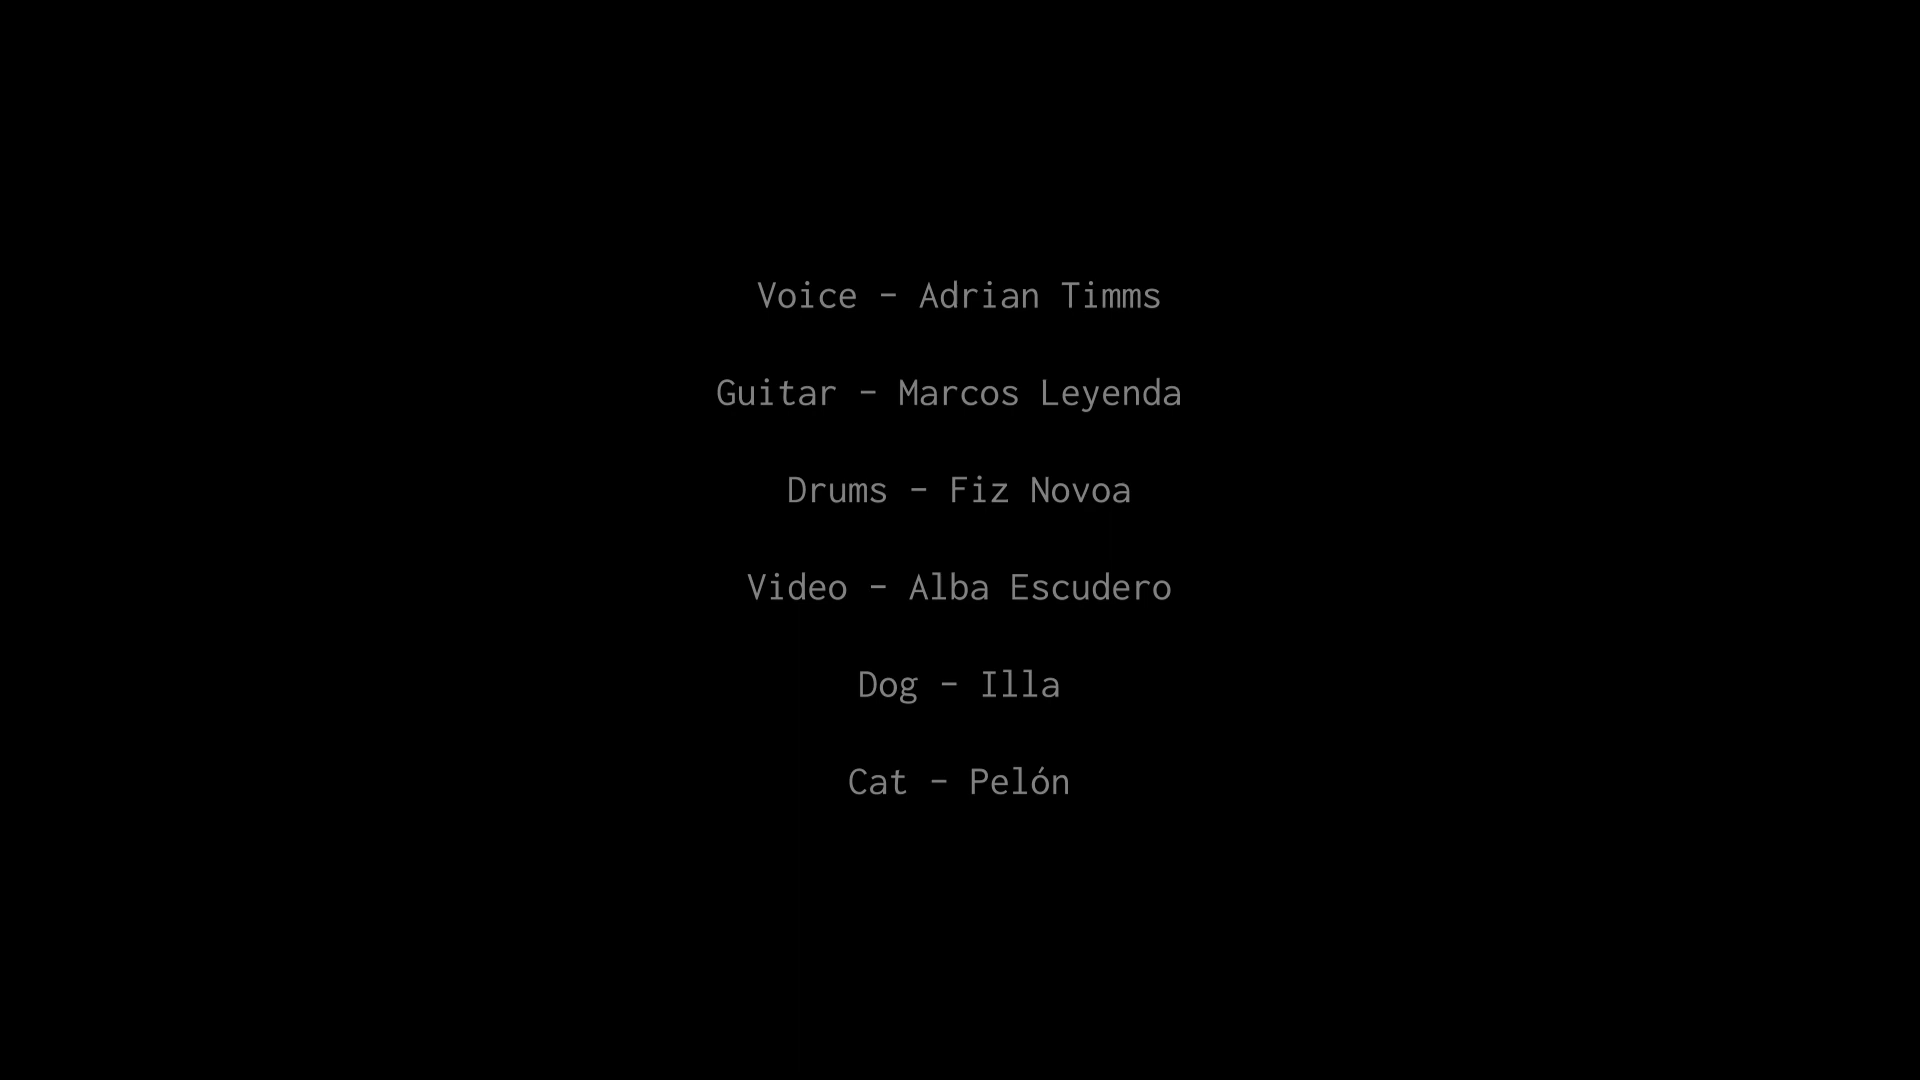 Voice – Adrian Timms
Guitar – Marcos Leyenda
Drums – Fiz Novoa
Video – Alba Escudero
Dog – Illa
Cat – Pelón